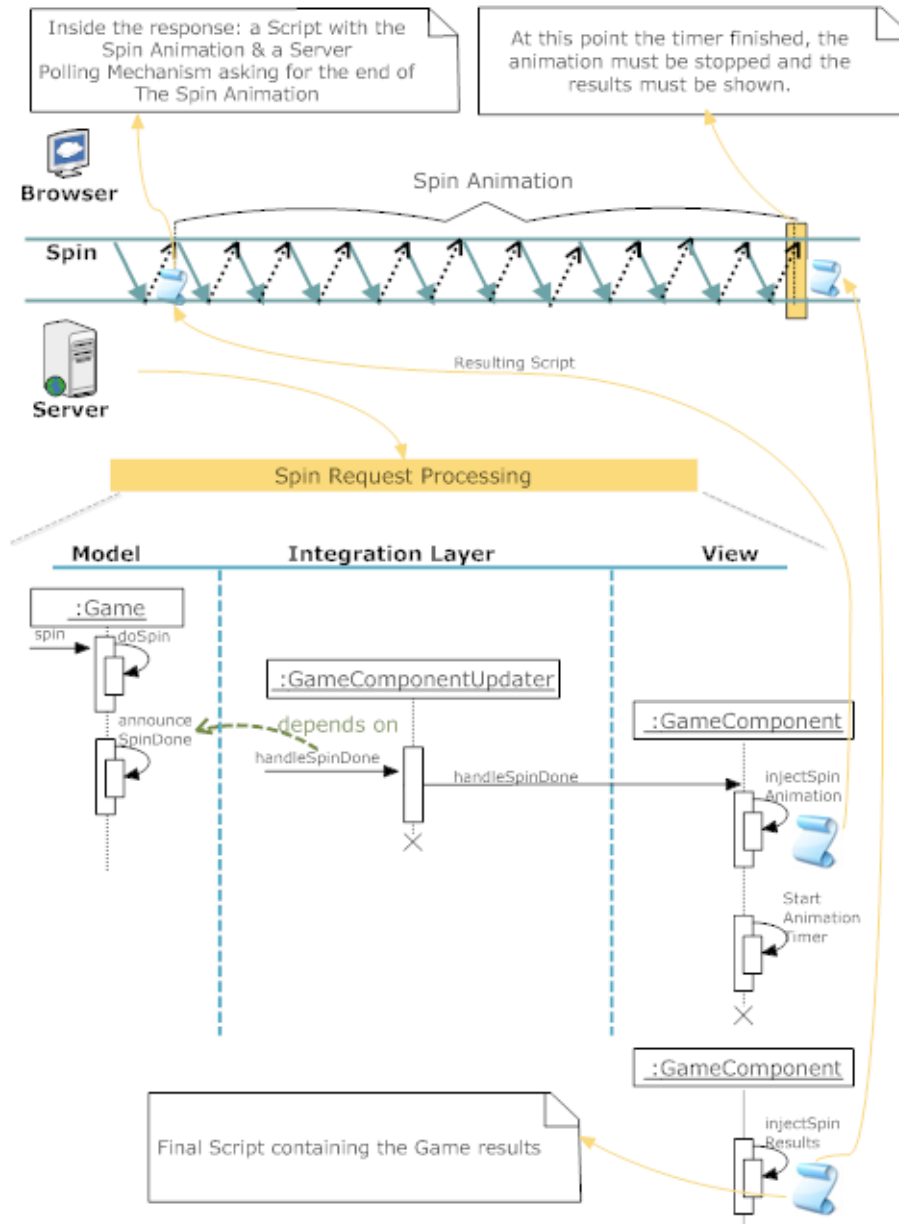 Inside the response: a Script with the
Spin Animation & a Server
Polling Mechanism asking for the end of
The Spin Animation
At this point the timer finished, the
animation must be stopped and the
results must be shown.
Browser
Spin Animation
Spin
Resulting Script
Server
Spin Request Processing
Model
Integration Layer
View
:Game
spin
doSpin
:GameComponentUpdater
announce
SpinDone
depends on
:GameComponent
handleSpinDone
handleSpinDone
injectSpin
Animation
Start
Animation
Timer
:GameComponent
injectSpin
Results
Final Script containing the Game results